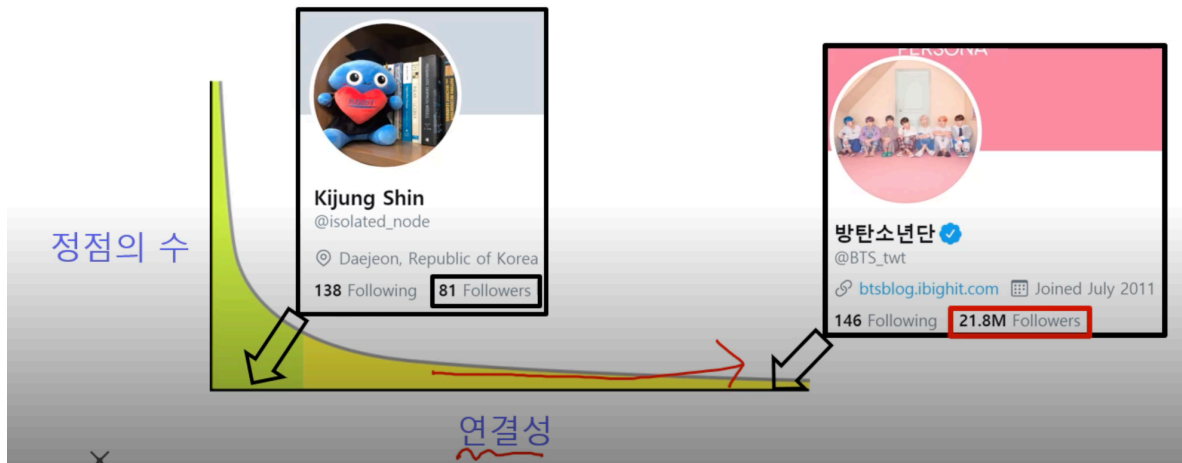 정점의 수
Kijung Shin
@isolated_node
Daejeon, Republic of Korea
138 Following 81 Followers
PERSONA
방탄소년단
@BTS_twt
btsblog.ibighit.com Joined July 2011
146 Following 21.8M Followers
연결성